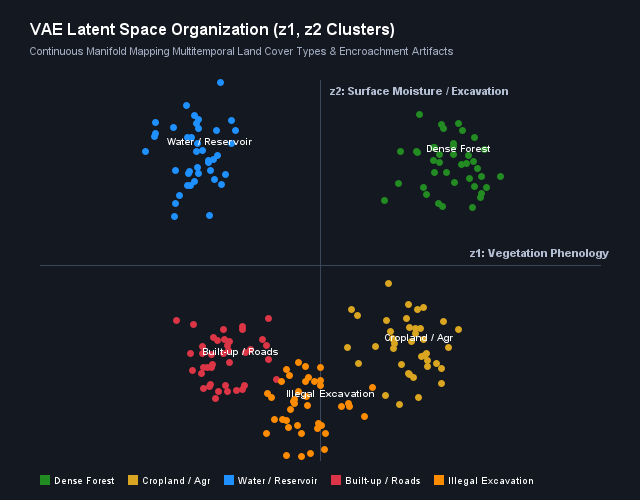 VAE Latent Space Organization (z1, z2 Clusters)
Continuous Manifold Mapping Multitemporal Land Cover Types & Encroachment Artifacts
z2: Surface Moisture / Excavation
Water / Reservoir
Dense Forest
z1: Vegetation Phenology
Cropland / Agr
Built-up / Roads
Illegal Excavation
Dense Forest
Cropland / Agr
Water / Reservoir
Built-up / Roads
Illegal Excavation